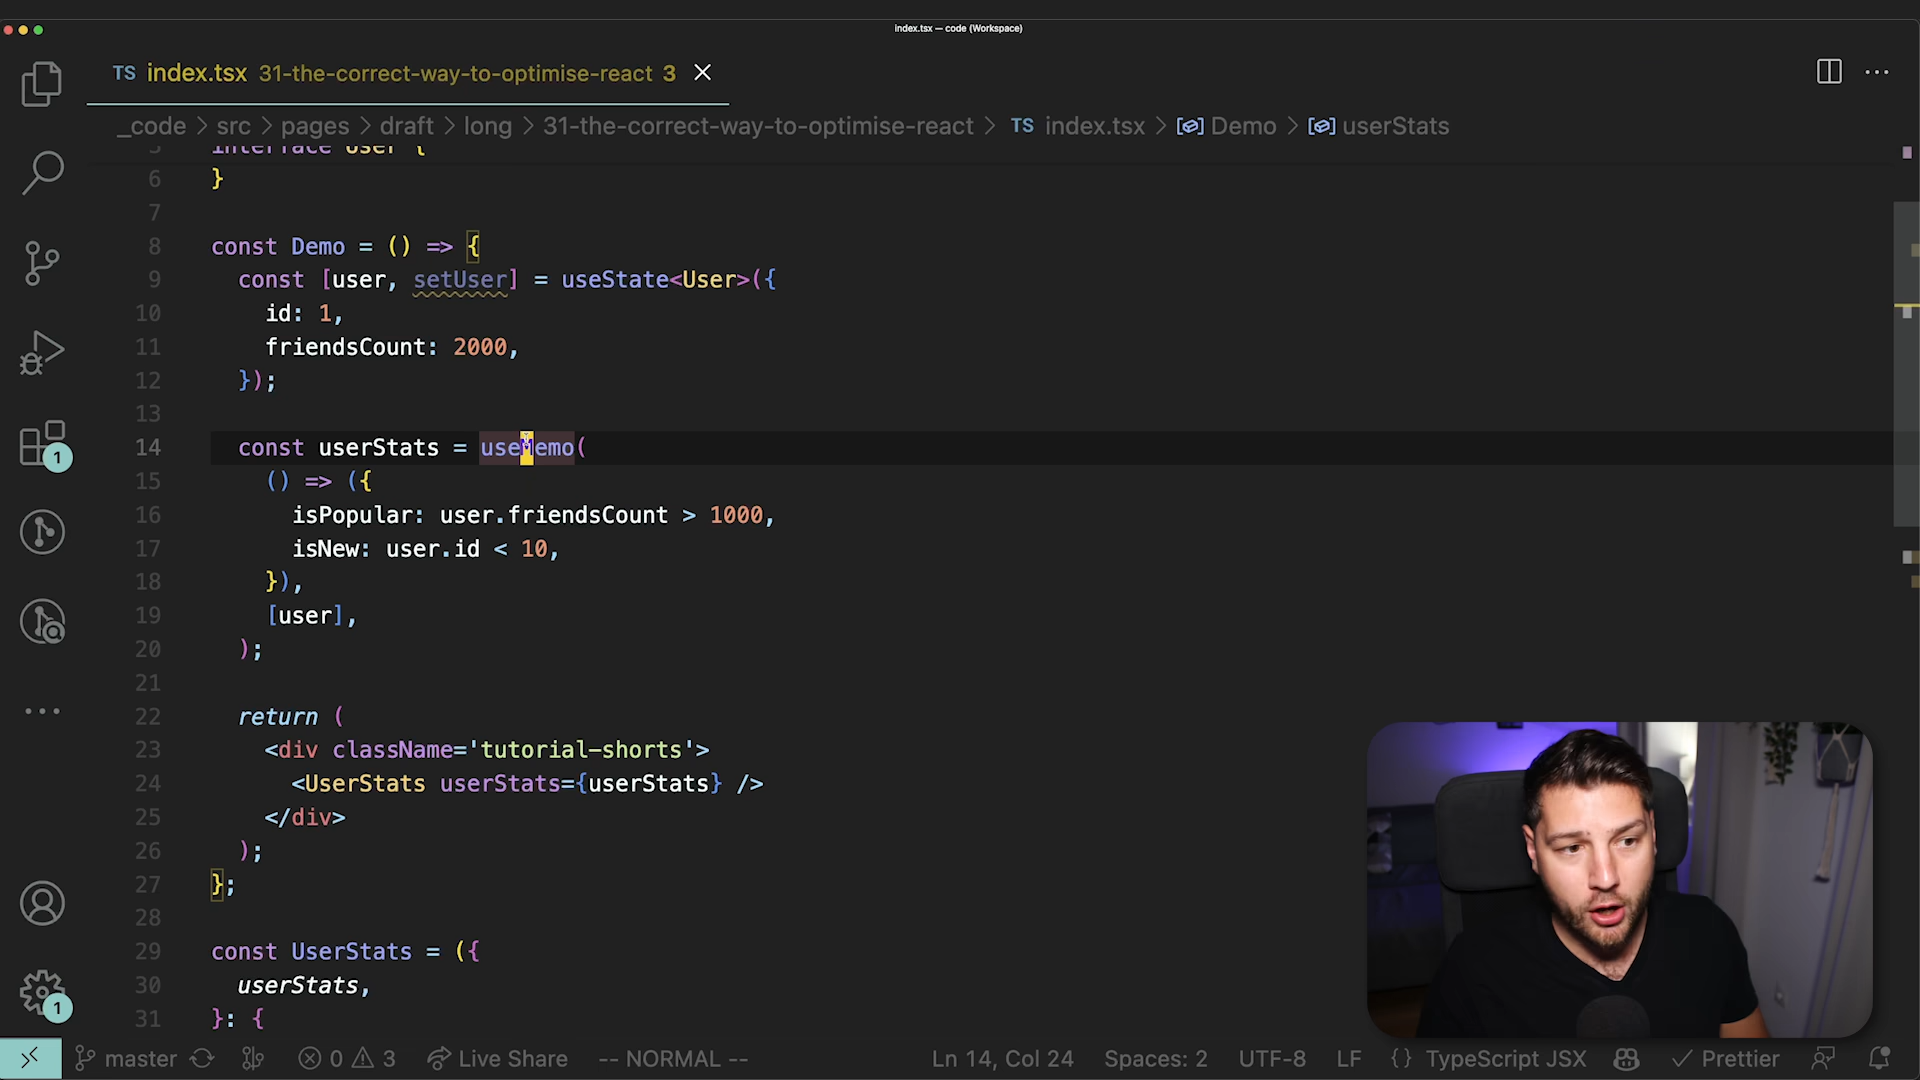 index.tsx — code (Workspace)
TS index.tsx 31-the-correct-way-to-optimise-react 3
_code > src > pages > draft > long > 31-the-correct-way-to-optimise-react > TS index.tsx > Demo > userStats
5 interface User {
6 }
7
8 const Demo = () => {
9 const [user, setUser] = useState<User>({
10 id: 1,
11 friendsCount: 2000,
12 });
13
14 const userStats = useMemo(
15 () => ({
16 isPopular: user.friendsCount > 1000,
17 isNew: user.id < 10,
18 }),
19 [user],
20 );
21
22 return (
23 <div className='tutorial-shorts'>
24 <UserStats userStats={userStats} />
25 </div>
26 );
27 };
28
29 const UserStats = ({
30 userStats,
31 }: {
1
1
master 0 3 Live Share -- NORMAL -- Ln 14, Col 24 Spaces: 2 UTF-8 LF {} TypeScript JSX Prettier